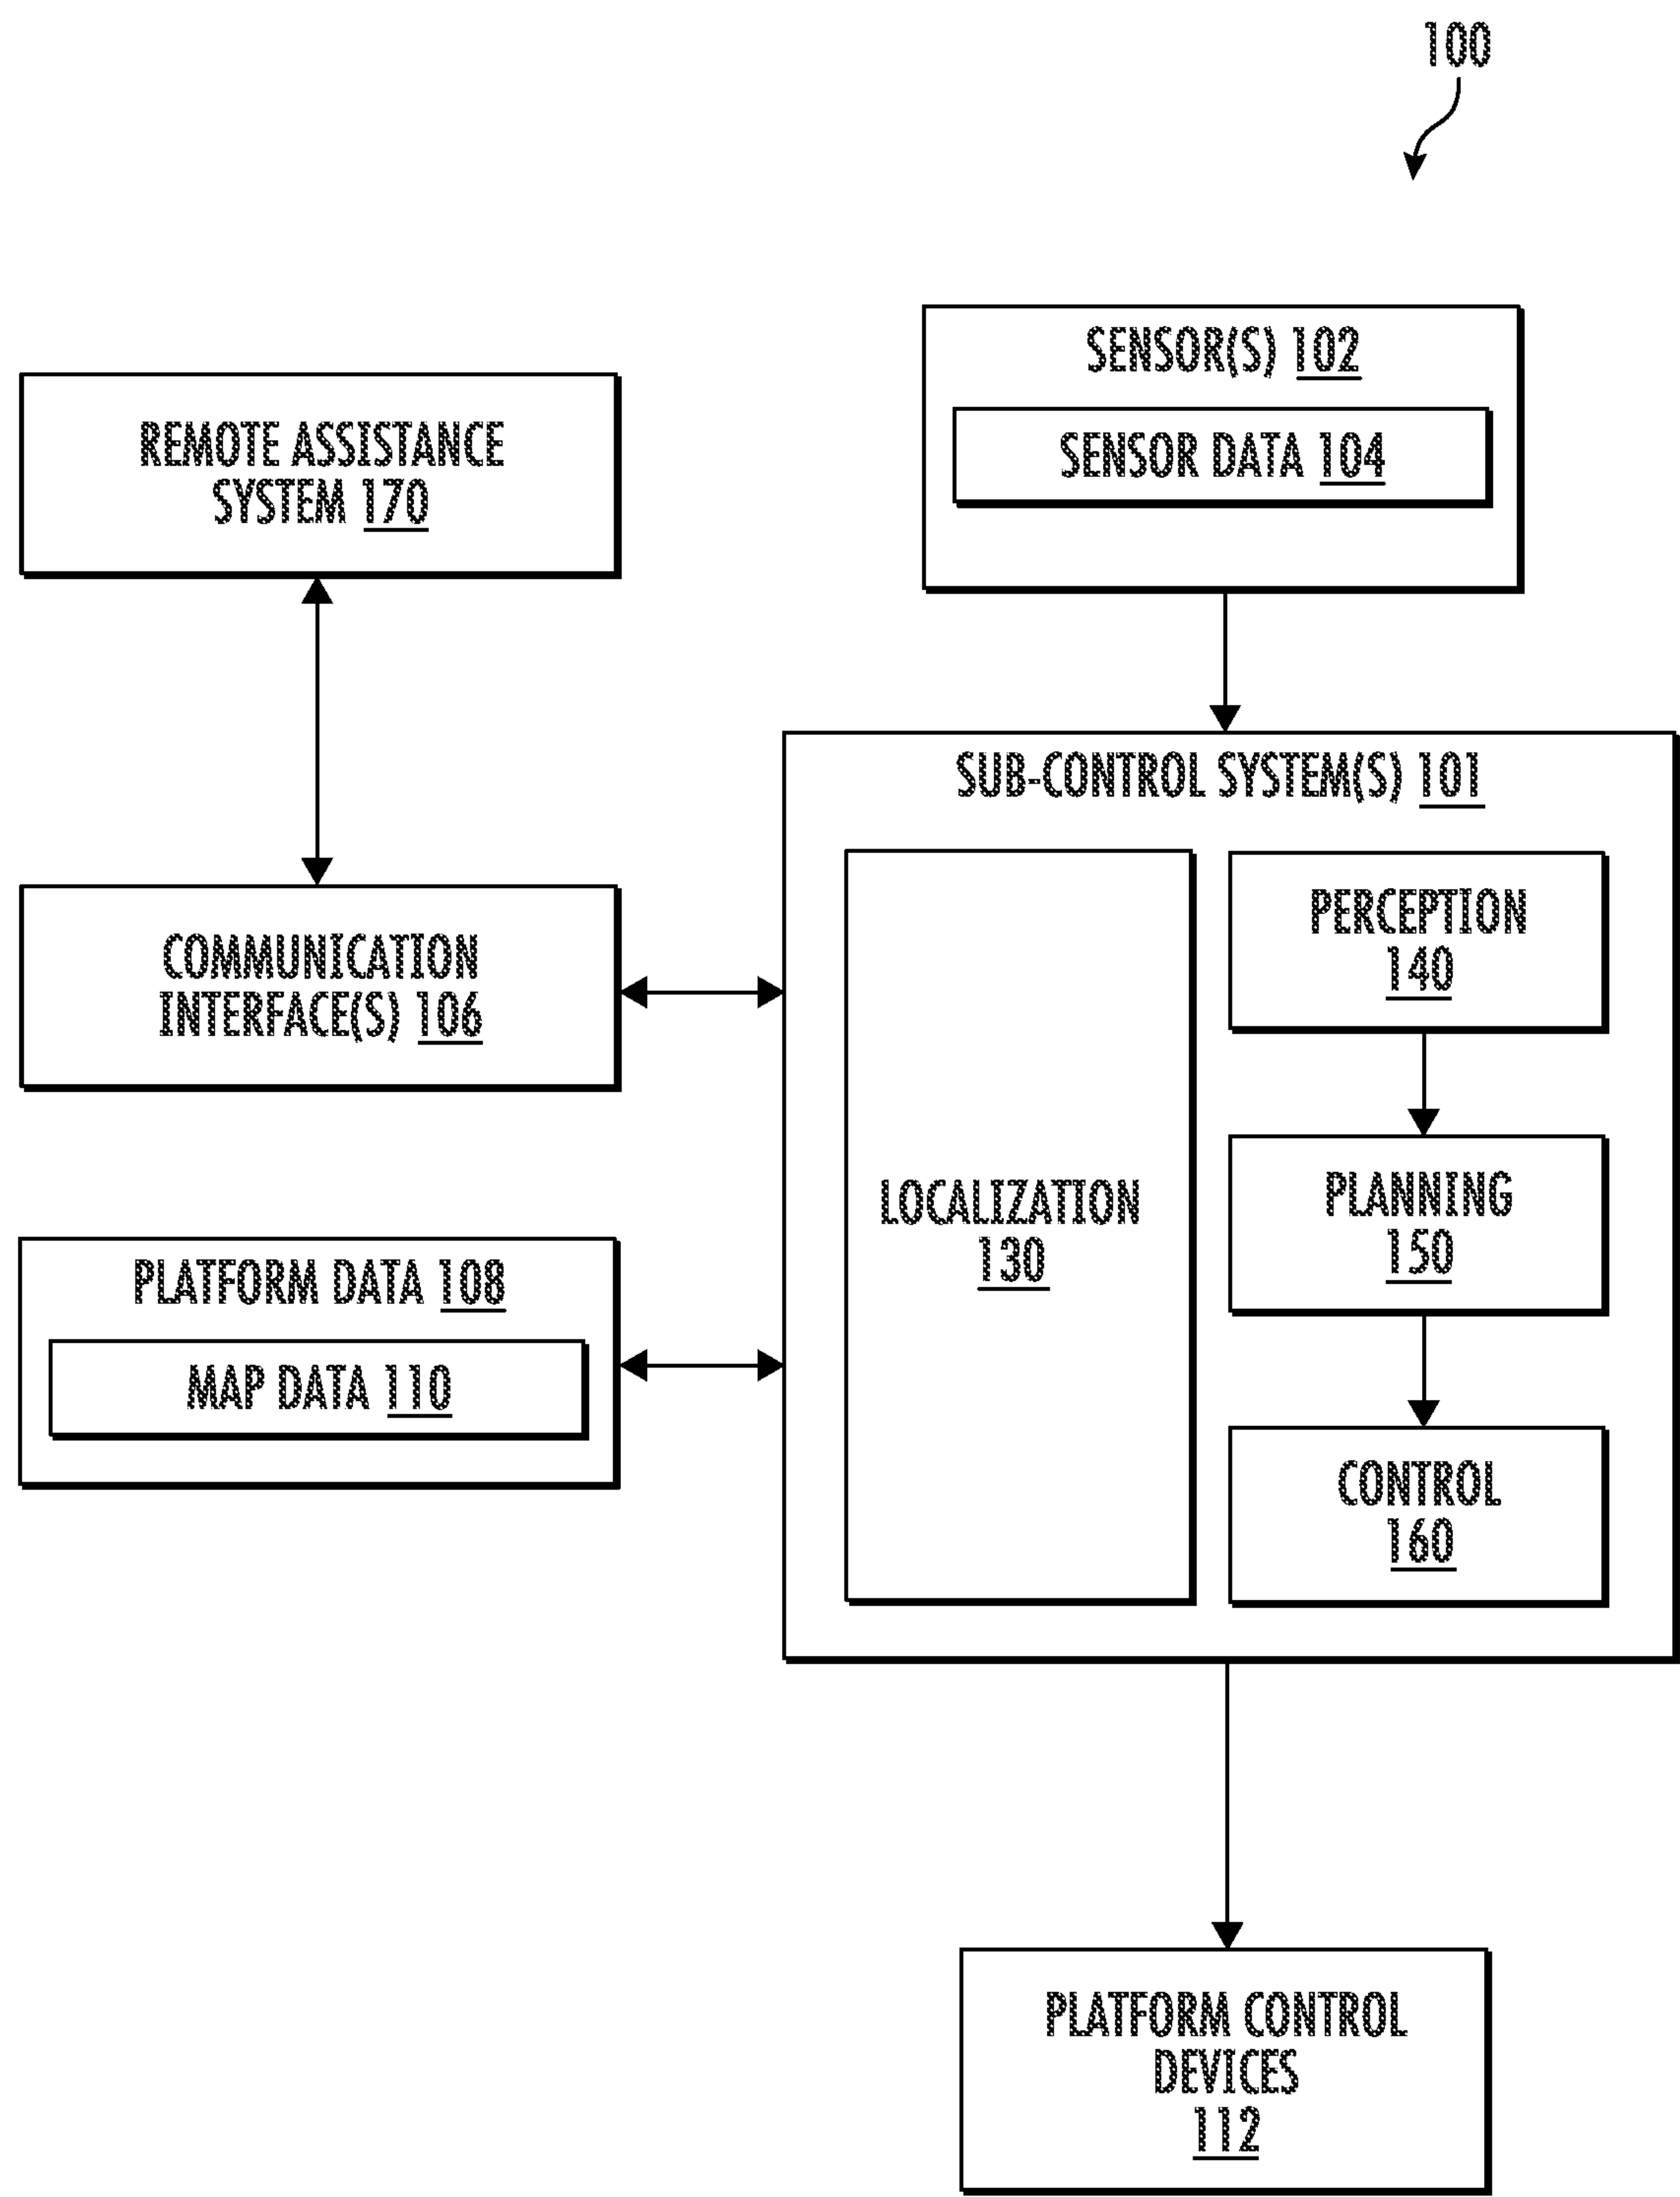 100
SENSOR(S) 102
SENSOR DATA 104
REMOTE ASSISTANCE
SYSTEM 170
SUB-CONTROL SYSTEM(S) 101
COMMUNICATION
INTERFACE(S) 106
PERCEPTION
140
LOCALIZATION
130
PLANNING
150
PLATFORM DATA 108
MAP DATA 110
CONTROL
160
PLATFORM CONTROL
DEVICES
112